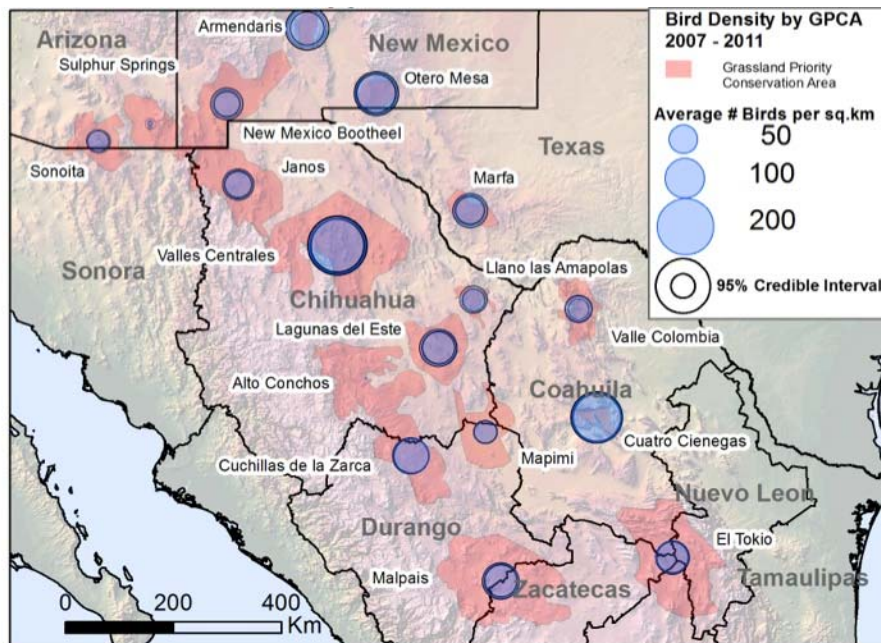 Bird Density by GPCA
2007 - 2011
Grassland Priority
Conservation Area
Average # Birds per sq.km
50
100
200
95% Credible Interval
Armendaris
Arizona
New Mexico
Sulphur Springs
Otero Mesa
New Mexico Bootheel
Texas
Sonoita
Janos
Marfa
Valles Centrales
Sonora
Llano las Amapolas
Chihuahua
Lagunas del Este
Valle Colombia
Alto Conchos
Coahuila
Cuatro Cienegas
Cuchillas de la Zarca
Mapimi
Nuevo Leon
Durango
El Tokio
Malpais
Zacatecas
Tamaulipas
0 200 400
Km